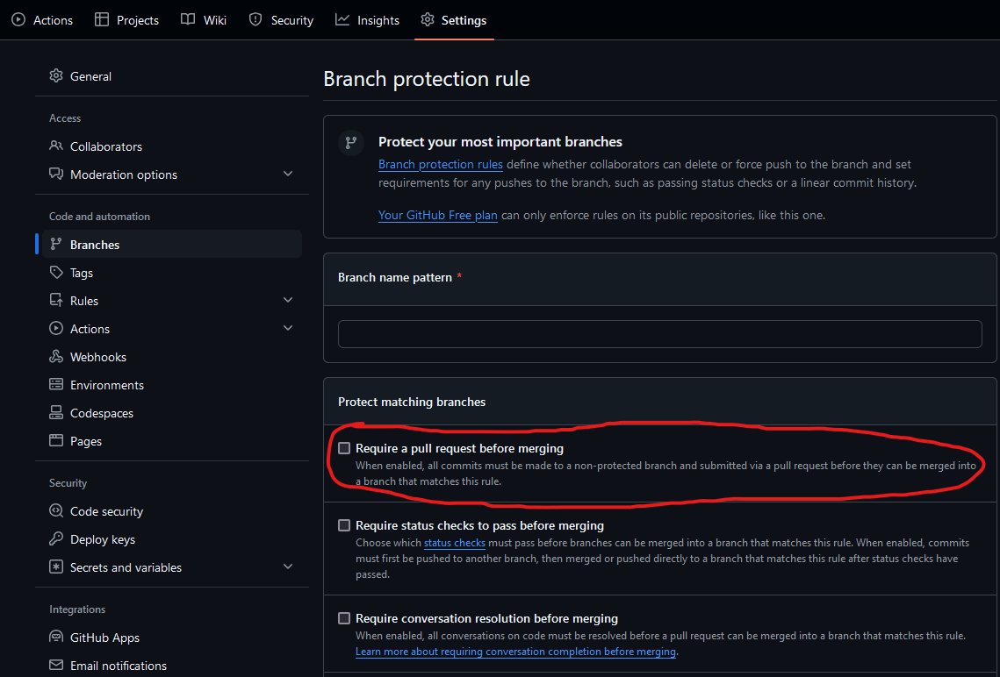 Actions Projects Wiki Security Insights Settings
General
Access
Collaborators
Moderation options
Code and automation
Branches
Tags
Rules
Actions
Webhooks
Environments
Codespaces
Pages
Security
Code security
Deploy keys
Secrets and variables
Integrations
GitHub Apps
Email notifications
Branch protection rule
Protect your most important branches
Branch protection rules define whether collaborators can delete or force push to the branch and set
requirements for any pushes to the branch, such as passing status checks or a linear commit history.
Your GitHub Free plan can only enforce rules on its public repositories, like this one.
Branch name pattern *
Protect matching branches
Require a pull request before merging
When enabled, all commits must be made to a non-protected branch and submitted via a pull request before they can be merged into
a branch that matches this rule.
Require status checks to pass before merging
Choose which status checks must pass before branches can be merged into a branch that matches this rule. When enabled, commits
must first be pushed to another branch, then merged or pushed directly to a branch that matches this rule after status checks have
passed.
Require conversation resolution before merging
When enabled, all conversations on code must be resolved before a pull request can be merged into a branch that matches this rule.
Learn more about requiring conversation completion before merging.